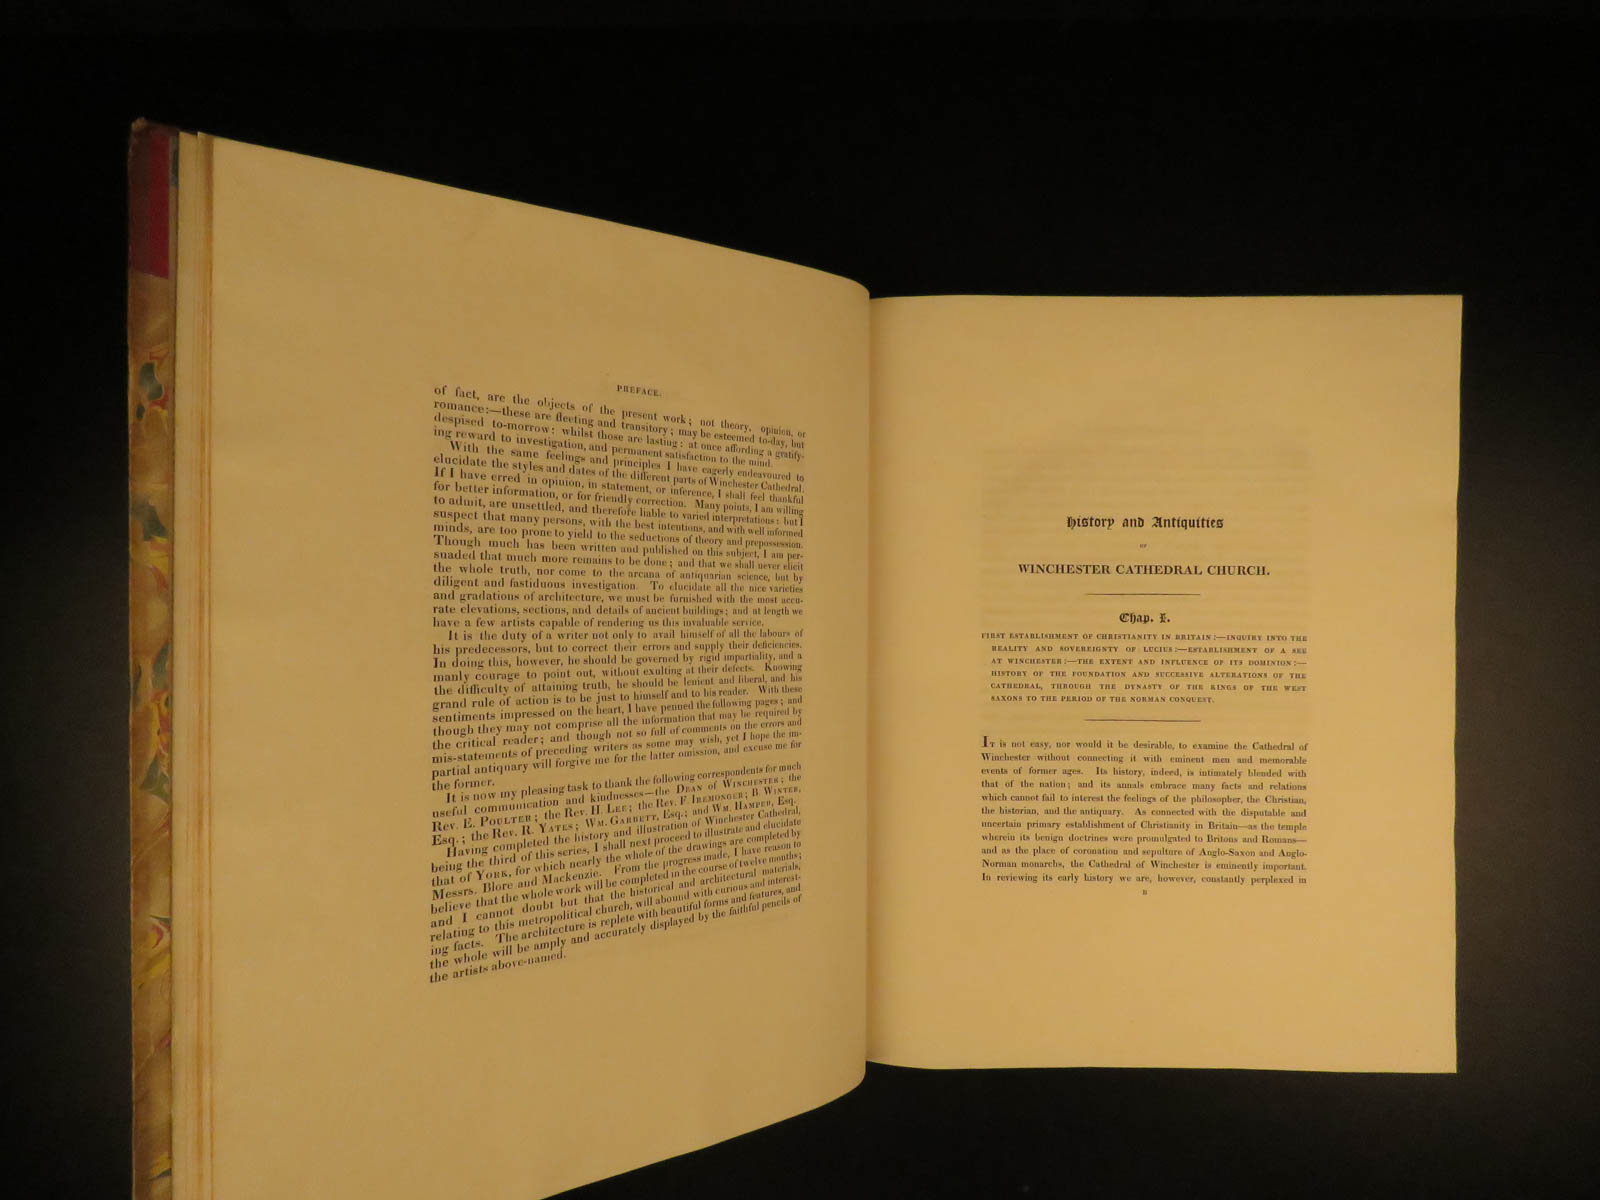 PREFACE.
of fact, are the objects of the present work; not theory, opinion, or
romance:—these are fleeting and transitory; may be esteemed to-day, but
despised to-morrow: whilst those are lasting: at once affording a gratify-
ing reward to investigation, and permanent satisfaction to the mind.
With the same feelings and principles I have eagerly endeavoured to
elucidate the styles and dates of the different parts of Winchester Cathedral.
If I have erred in opinion, in statement, or inference, I shall feel thankful
for better information, or for friendly correction. Many points, I am willing
to admit, are unsettled, and therefore liable to varied interpretations: but I
suspect that many persons, with the best intentions, and with well informed
minds, are too prone to yield to the seductions of theory and prepossession.
Though much has been written and published on this subject, I am per-
suaded that much more remains to be done; and that we shall never elicit
the whole truth, nor come to the arcana of antiquarian science, but by
diligent and fastidious investigation. To elucidate all the nice varieties
and gradations of architecture, we must be furnished with the most accu-
rate elevations, sections, and details of ancient buildings; and at length we
have a few artists capable of rendering us this invaluable service.
It is the duty of a writer not only to avail himself of all the labours of
his predecessors, but to correct their errors and supply their deficiencies.
In doing this, however, he should be governed by rigid impartiality, and a
manly courage to point out, without exulting at their defects. Knowing
the difficulty of attaining truth, he should be lenient and liberal, and his
grand rule of action is to be just to himself and to his reader. With these
sentiments impressed on the heart, I have penned the following pages; and
though they may not comprise all the information that may be required by
the critical reader; and though not so full of comments on the errors and
mis-statements of preceding writers as some may wish, yet I hope the im-
partial antiquary will forgive me for the latter omission, and excuse me for
the former.
It is now my pleasing task to thank the following correspondents for much
useful communication and kindnesses—the DEAN OF WINCHESTER; the
Rev. E. POULTER; the Rev. H. LEE; the Rev. F. IREMONGER; B. WINTER,
Esq.; the Rev. R. YATES; WM. GARBETT, Esq.; and WM. HAMPER, Esq.
Having completed the history and illustration of Winchester Cathedral,
being the third of this series, I shall next proceed to illustrate and elucidate
that of YORK, for which nearly the whole of the drawings are completed by
Messrs. Blore and Mackenzie. From the progress made, I have reason to
believe that the whole work will be completed in the course of twelve months;
and I cannot doubt but that the historical and architectural materials,
relating to this metropolitical church, will abound with curious and interest-
ing facts. The architecture is replete with beautiful forms and features, and
the whole will be amply and accurately displayed by the faithful pencils of
the artists above-named.
History and Antiquities
OF
WINCHESTER CATHEDRAL CHURCH.
Chap. I.
FIRST ESTABLISHMENT OF CHRISTIANITY IN BRITAIN:—INQUIRY INTO THE
REALITY AND SOVEREIGNTY OF LUCIUS:—ESTABLISHMENT OF A SEE
AT WINCHESTER:—THE EXTENT AND INFLUENCE OF ITS DOMINION:—
HISTORY OF THE FOUNDATION AND SUCCESSIVE ALTERATIONS OF THE
CATHEDRAL, THROUGH THE DYNASTY OF THE KINGS OF THE WEST
SAXONS TO THE PERIOD OF THE NORMAN CONQUEST.
IT is not easy, nor would it be desirable, to examine the Cathedral of
Winchester without connecting it with eminent men and memorable
events of former ages. Its history, indeed, is intimately blended with
that of the nation; and its annals embrace many facts and relations
which cannot fail to interest the feelings of the philosopher, the Christian,
the historian, and the antiquary. As connected with the disputable and
uncertain primary establishment of Christianity in Britain—as the temple
wherein its benign doctrines were promulgated to Britons and Romans—
and as the place of coronation and sepulture of Anglo-Saxon and Anglo-
Norman monarchs, the Cathedral of Winchester is eminently important.
In reviewing its early history we are, however, constantly perplexed in
B